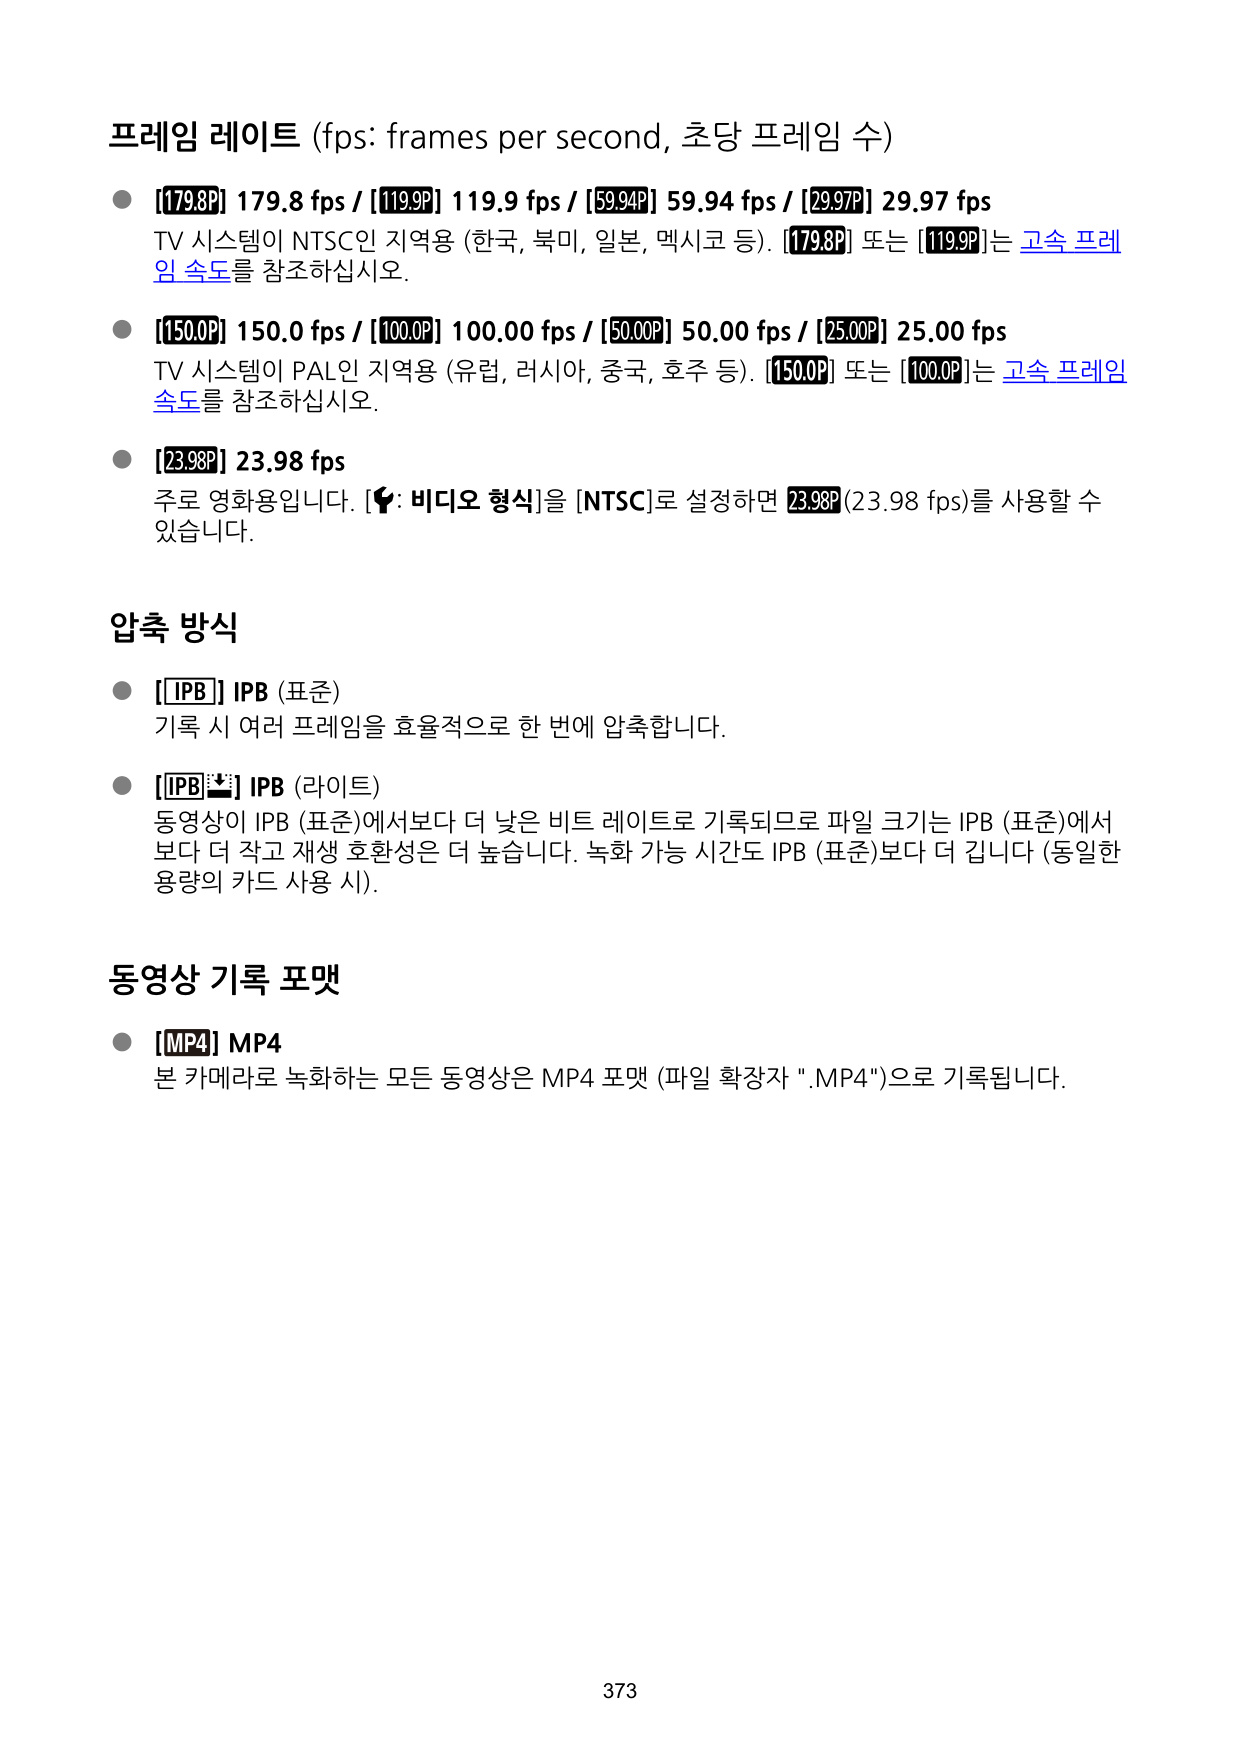 프레임 레이트 (fps: frames per second, 초당 프레임 수)
● [179.8P] 179.8 fps / [119.9P] 119.9 fps / [59.94P] 59.94 fps / [29.97P] 29.97 fps
TV 시스템이 NTSC인 지역용 (한국, 북미, 일본, 멕시코 등). [179.8P] 또는 [119.9P]는 고속 프레
임 속도를 참조하십시오.
● [150.0P] 150.0 fps / [100.0P] 100.00 fps / [50.00P] 50.00 fps / [25.00P] 25.00 fps
TV 시스템이 PAL인 지역용 (유럽, 러시아, 중국, 호주 등). [150.0P] 또는 [100.0P]는 고속 프레임
속도를 참조하십시오.
● [23.98P] 23.98 fps
주로 영화용입니다. [: 비디오 형식]을 [NTSC]로 설정하면 23.98P(23.98 fps)를 사용할 수
있습니다.
압축 방식
● [IPB] IPB (표준)
기록 시 여러 프레임을 효율적으로 한 번에 압축합니다.
● [IPB] IPB (라이트)
동영상이 IPB (표준)에서보다 더 낮은 비트 레이트로 기록되므로 파일 크기는 IPB (표준)에서
보다 더 작고 재생 호환성은 더 높습니다. 녹화 가능 시간도 IPB (표준)보다 더 깁니다 (동일한
용량의 카드 사용 시).
동영상 기록 포맷
● [MP4] MP4
본 카메라로 녹화하는 모든 동영상은 MP4 포맷 (파일 확장자 ".MP4")으로 기록됩니다.
373